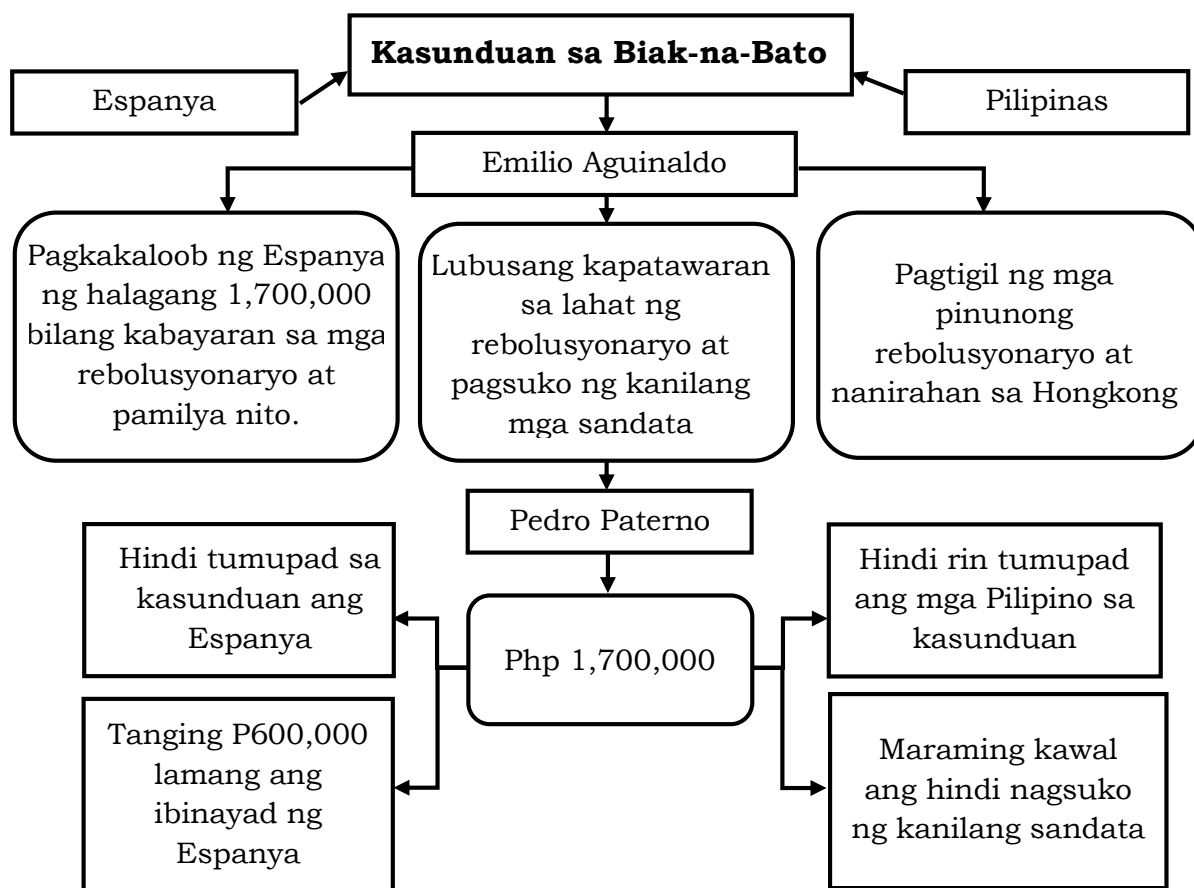 Kasunduan sa Biak-na-Bato
Espanya
Pilipinas
Emilio Aguinaldo
Pagkakaloob ng Espanya
ng halagang 1,700,000
bilang kabayaran sa mga
rebolusyonaryo at
pamilya nito.
Lubusang kapatawaran
sa lahat ng
rebolusyonaryo at
pagsuko ng kanilang
mga sandata
Pagtigil ng mga
pinunong
rebolusyonaryo at
nanirahan sa Hongkong
Pedro Paterno
Hindi tumupad sa
kasunduan ang
Espanya
Php 1,700,000
Hindi rin tumupad
ang mga Pilipino sa
kasunduan
Tanging P600,000
lamang ang
ibinayad ng
Espanya
Maraming kawal
ang hindi nagsuko
ng kanilang sandata